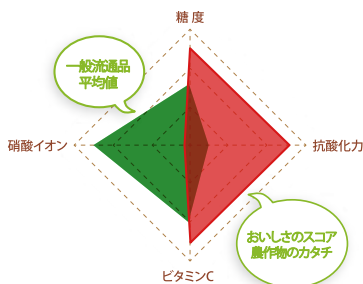 糖度
一般流通品
平均値
硝酸イオン
抗酸化力
おいしさのスコア
農作物のカタチ
ビタミンC